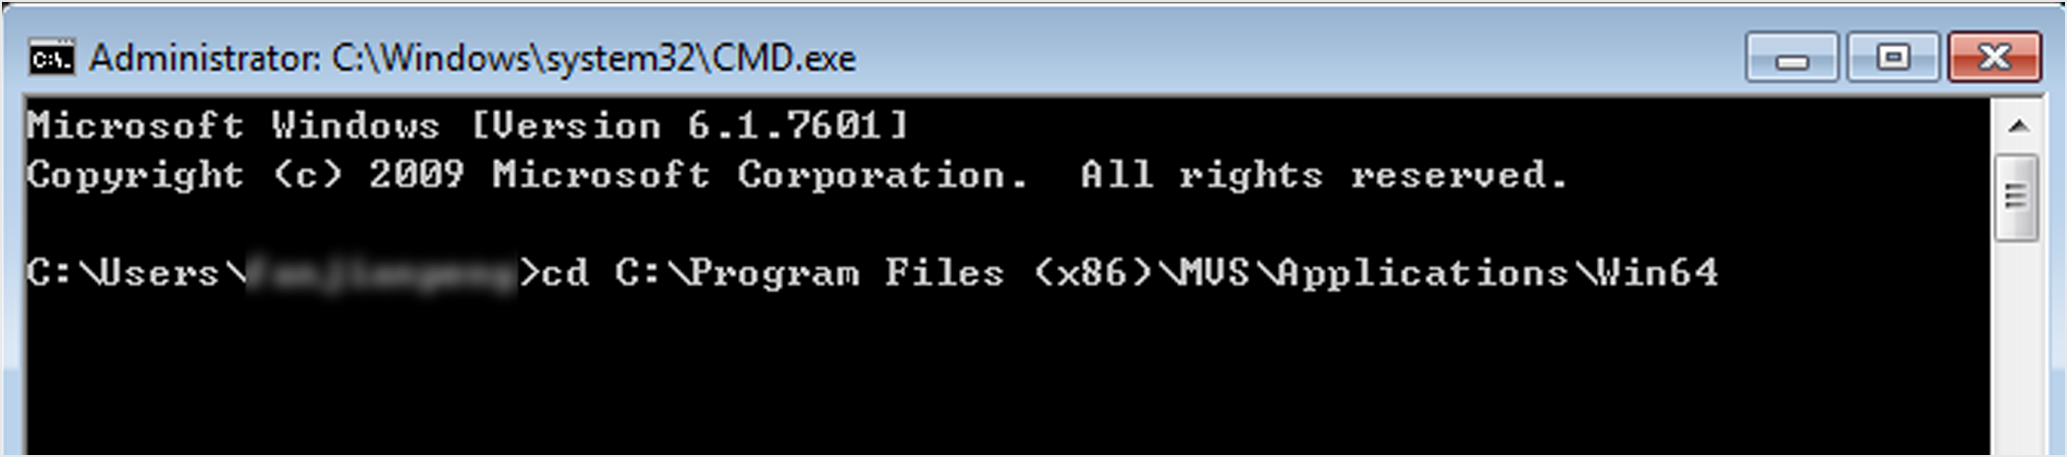 Administrator: C:\Windows\system32\CMD.exe
Microsoft Windows [Version 6.1.7601]
Copyright (c) 2009 Microsoft Corporation.  All rights reserved.
C:\Users\>cd C:\Program Files (x86)\MVS\Applications\Win64